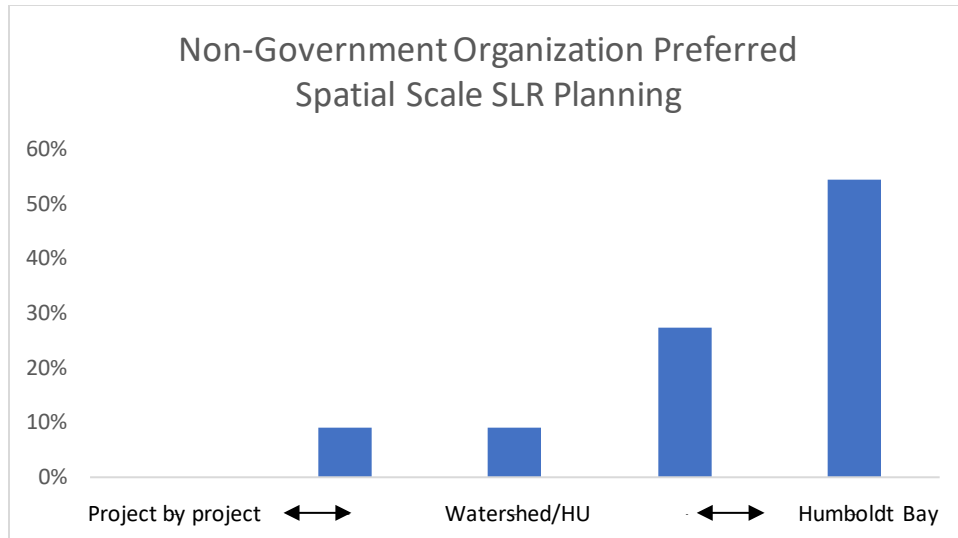 Non-Government Organization Preferred
Spatial Scale SLR Planning
60%
50%
40%
30%
20%
10%
0%
Project by project
Watershed/HU
Humboldt Bay